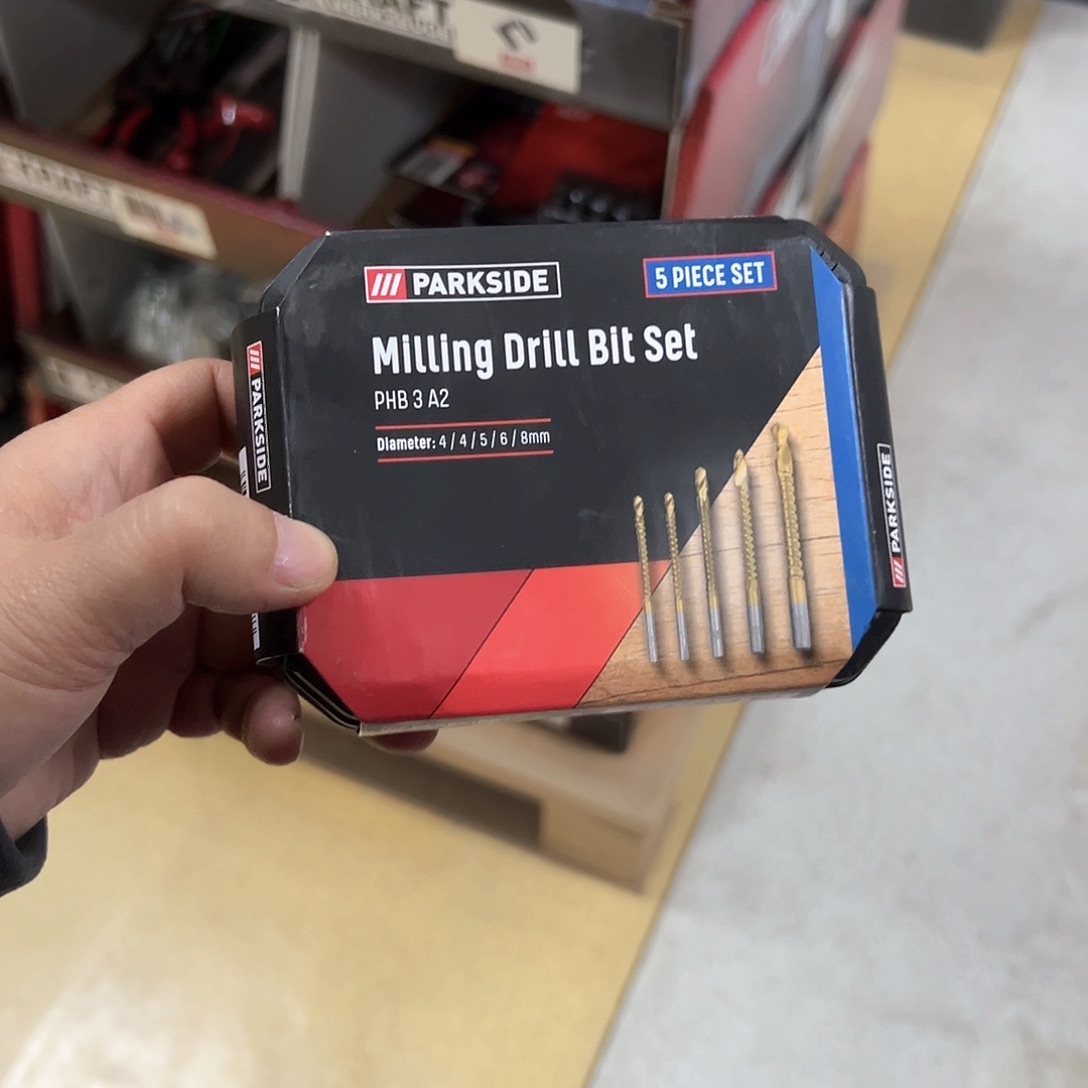 PARKSIDE
5 PIECE SET
Milling Drill Bit Set
PHB 3 A2
Diameter: 4 / 4 / 5 / 6 / 8mm
PARKSIDE
PARKSIDE